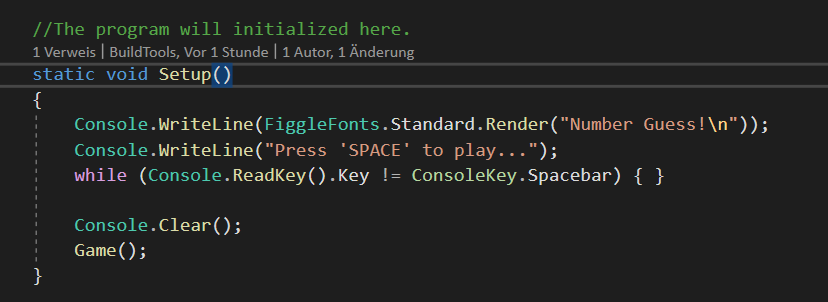 //The program will initialized here.
1 Verweis | BuildTools, Vor 1 Stunde | 1 Autor, 1 Änderung
static void Setup()
{
    Console.WriteLine(FiggleFonts.Standard.Render("Number Guess!\n"));
    Console.WriteLine("Press 'SPACE' to play...");
    while (Console.ReadKey().Key != ConsoleKey.Spacebar) { }

    Console.Clear();
    Game();
}